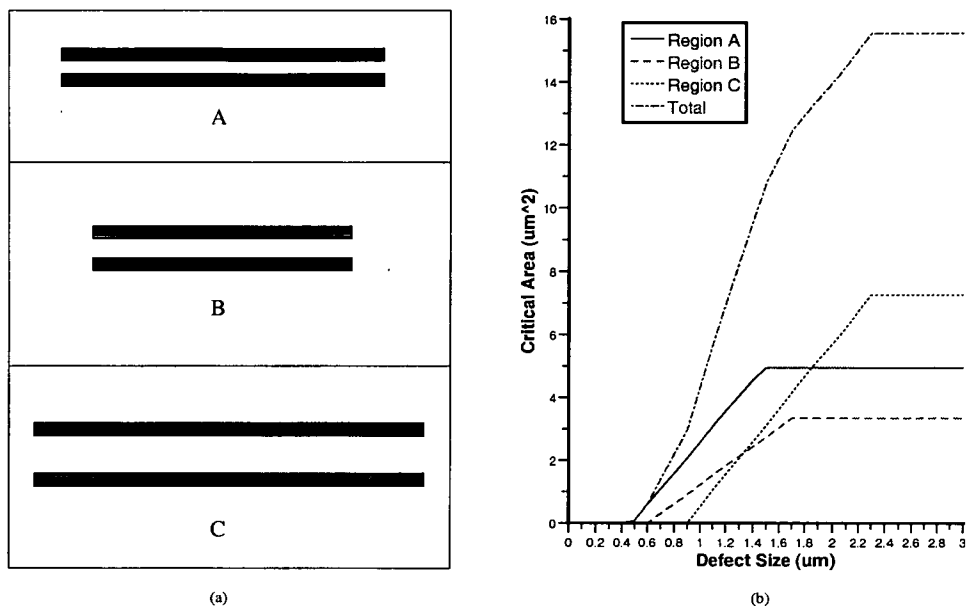 A
B
C
(a)
Region A
Region B
Region C
Total
Critical Area (um^2)
16
14
12
10
8
6
4
2
0
0 0.2 0.4 0.6 0.8 1 1.2 1.4 1.6 1.8 2 2.2 2.4 2.6 2.8 3
Defect Size (um)
(b)